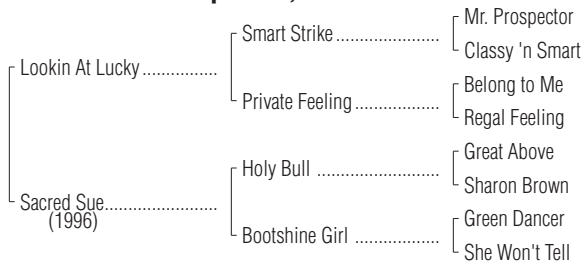 Mr. Prospector
Smart Strike ......................
Classy 'n Smart
Lookin At Lucky ................
Belong to Me
Private Feeling ..................
Regal Feeling
Great Above
Holy Bull ........................
Sharon Brown
Sacred Sue......................
(1996)
Green Dancer
Bootshine Girl ..................
She Won't Tell